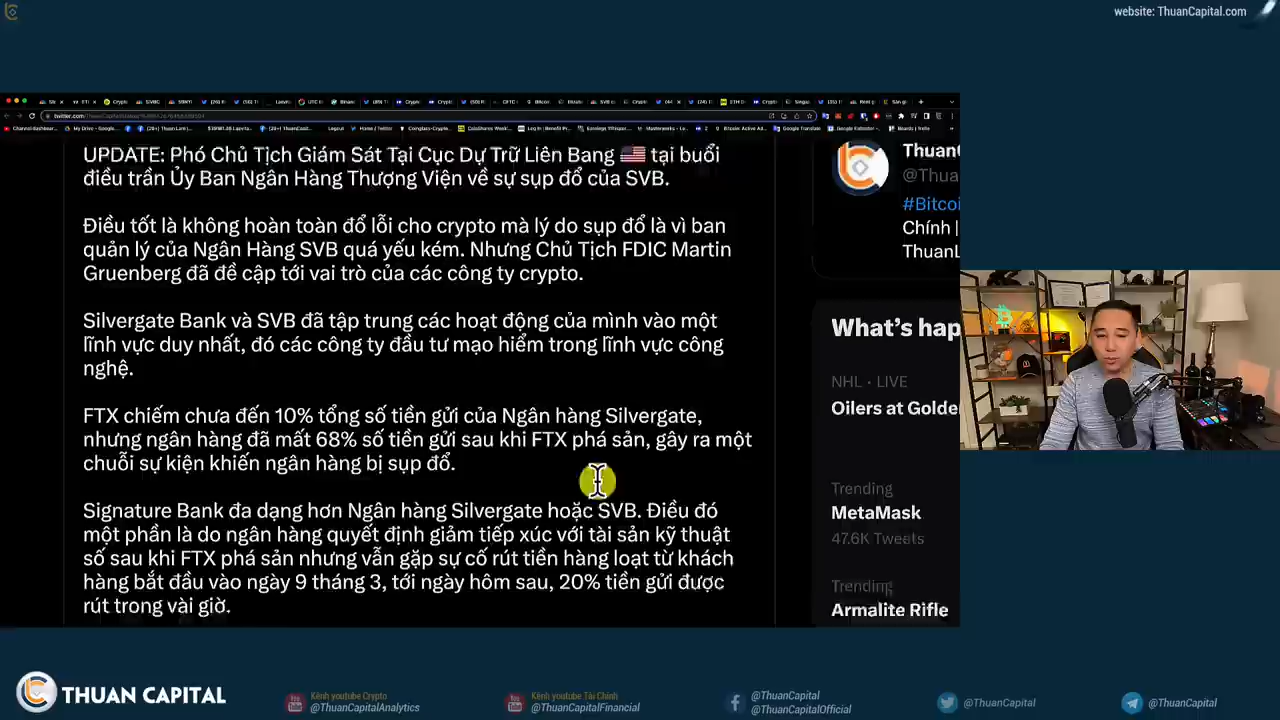 website: ThuanCapital.com
UPDATE: Phó Chủ Tịch Giám Sát Tại Cục Dự Trữ Liên Bang 🇺🇸 tại buổi
điều trần Ủy Ban Ngân Hàng Thượng Viện về sự sụp đổ của SVB.
Điều tốt là không hoàn toàn đổ lỗi cho crypto mà lý do sụp đổ là vì ban
quản lý của Ngân Hàng SVB quá yếu kém. Nhưng Chủ Tịch FDIC Martin
Gruenberg đã đề cập tới vai trò của các công ty crypto.
Silvergate Bank và SVB đã tập trung các hoạt động của mình vào một
lĩnh vực duy nhất, đó các công ty đầu tư mạo hiểm trong lĩnh vực công
nghệ.
FTX chiếm chưa đến 10% tổng số tiền gửi của Ngân hàng Silvergate,
nhưng ngân hàng đã mất 68% số tiền gửi sau khi FTX phá sản, gây ra một
chuỗi sự kiện khiến ngân hàng bị sụp đổ.
Signature Bank đa dạng hơn Ngân hàng Silvergate hoặc SVB. Điều đó
một phần là do ngân hàng quyết định giảm tiếp xúc với tài sản kỹ thuật
số sau khi FTX phá sản nhưng vẫn gặp sự cố rút tiền hàng loạt từ khách
hàng bắt đầu vào ngày 9 tháng 3, tới ngày hôm sau, 20% tiền gửi được
rút trong vài giờ.
Thuan
@Thua
#Bitcoi
Chính |
ThuanL
What's hap
NHL · LIVE
Oilers at Golde
Trending
MetaMask
47.6K Tweets
Trending
Armalite Rifle
THUAN CAPITAL
Kênh youtube Crypto
@ThuanCapitalAnalytics
Kênh youtube Tài Chính
@ThuanCapitalFinancial
@ThuanCapital
@ThuanCapitalOfficial
@ThuanCapital
@ThuanCapital